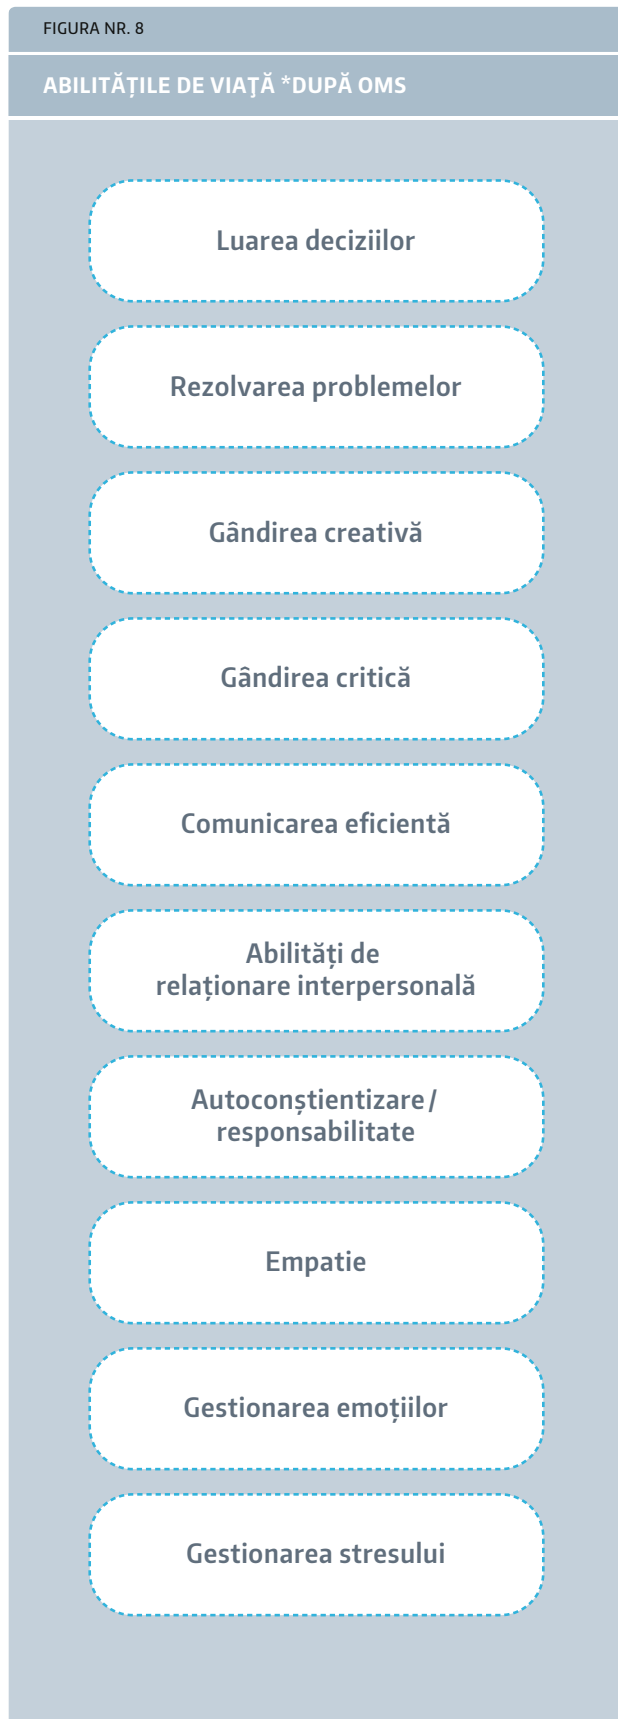 FIGURA NR. 8
ABILITĂȚILE DE VIAŢĂ *DUPĂ OMS
Luarea deciziilor
Rezolvarea problemelor
Gândirea creativă
Gândirea critică
Comunicarea eficientă
Abilități de
relaționare interpersonală
Autoconștientizare/
responsabilitate
Empatie
Gestionarea emoțiilor
Gestionarea stresului